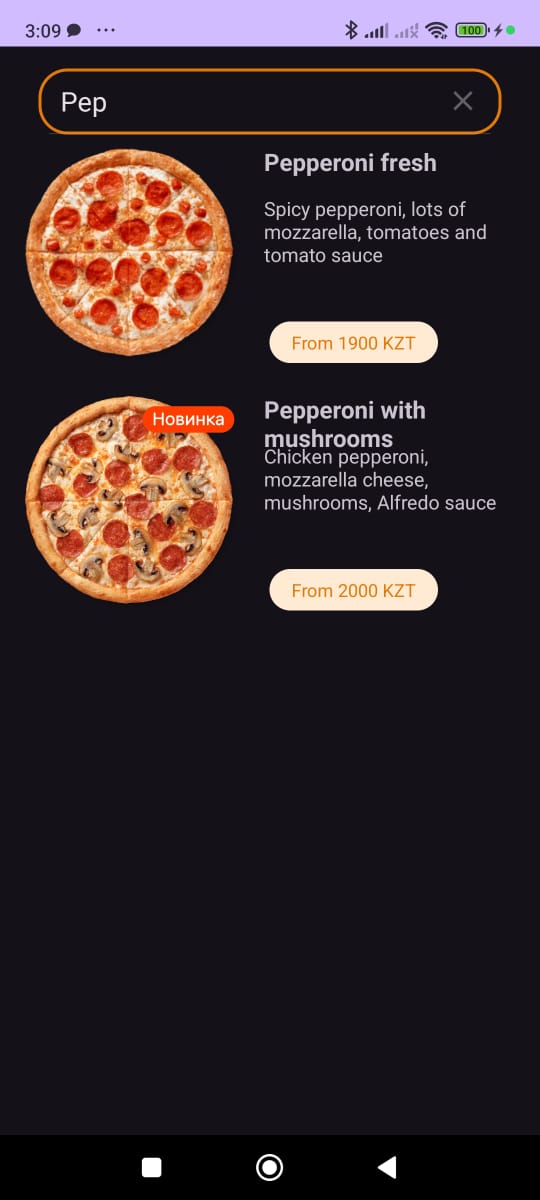 3:09
100
Pep
Pepperoni fresh
Spicy pepperoni, lots of
mozzarella, tomatoes and
tomato sauce
From 1900 KZT
Новинка
Pepperoni with
mushrooms
Chicken pepperoni,
mozzarella cheese,
mushrooms, Alfredo sauce
From 2000 KZT